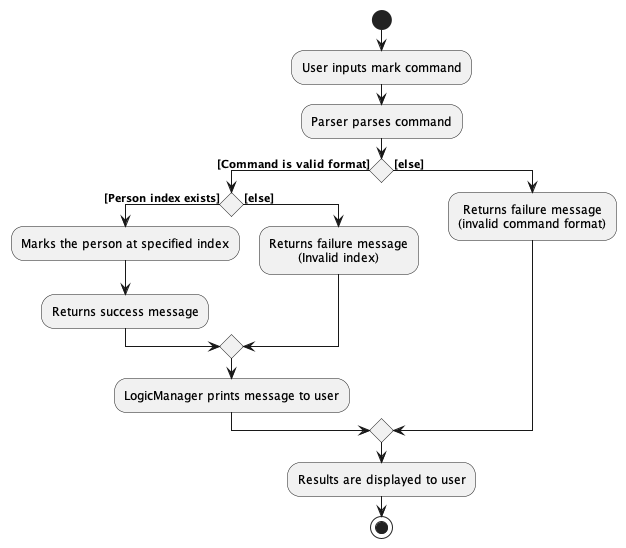 User inputs mark command
Parser parses command
[Command is valid format]
[else]
[Person index exists]
[else]
Marks the person at specified index
Returns success message
Returns failure message
(Invalid index)
LogicManager prints message to user
Returns failure message
(invalid command format)
Results are displayed to user